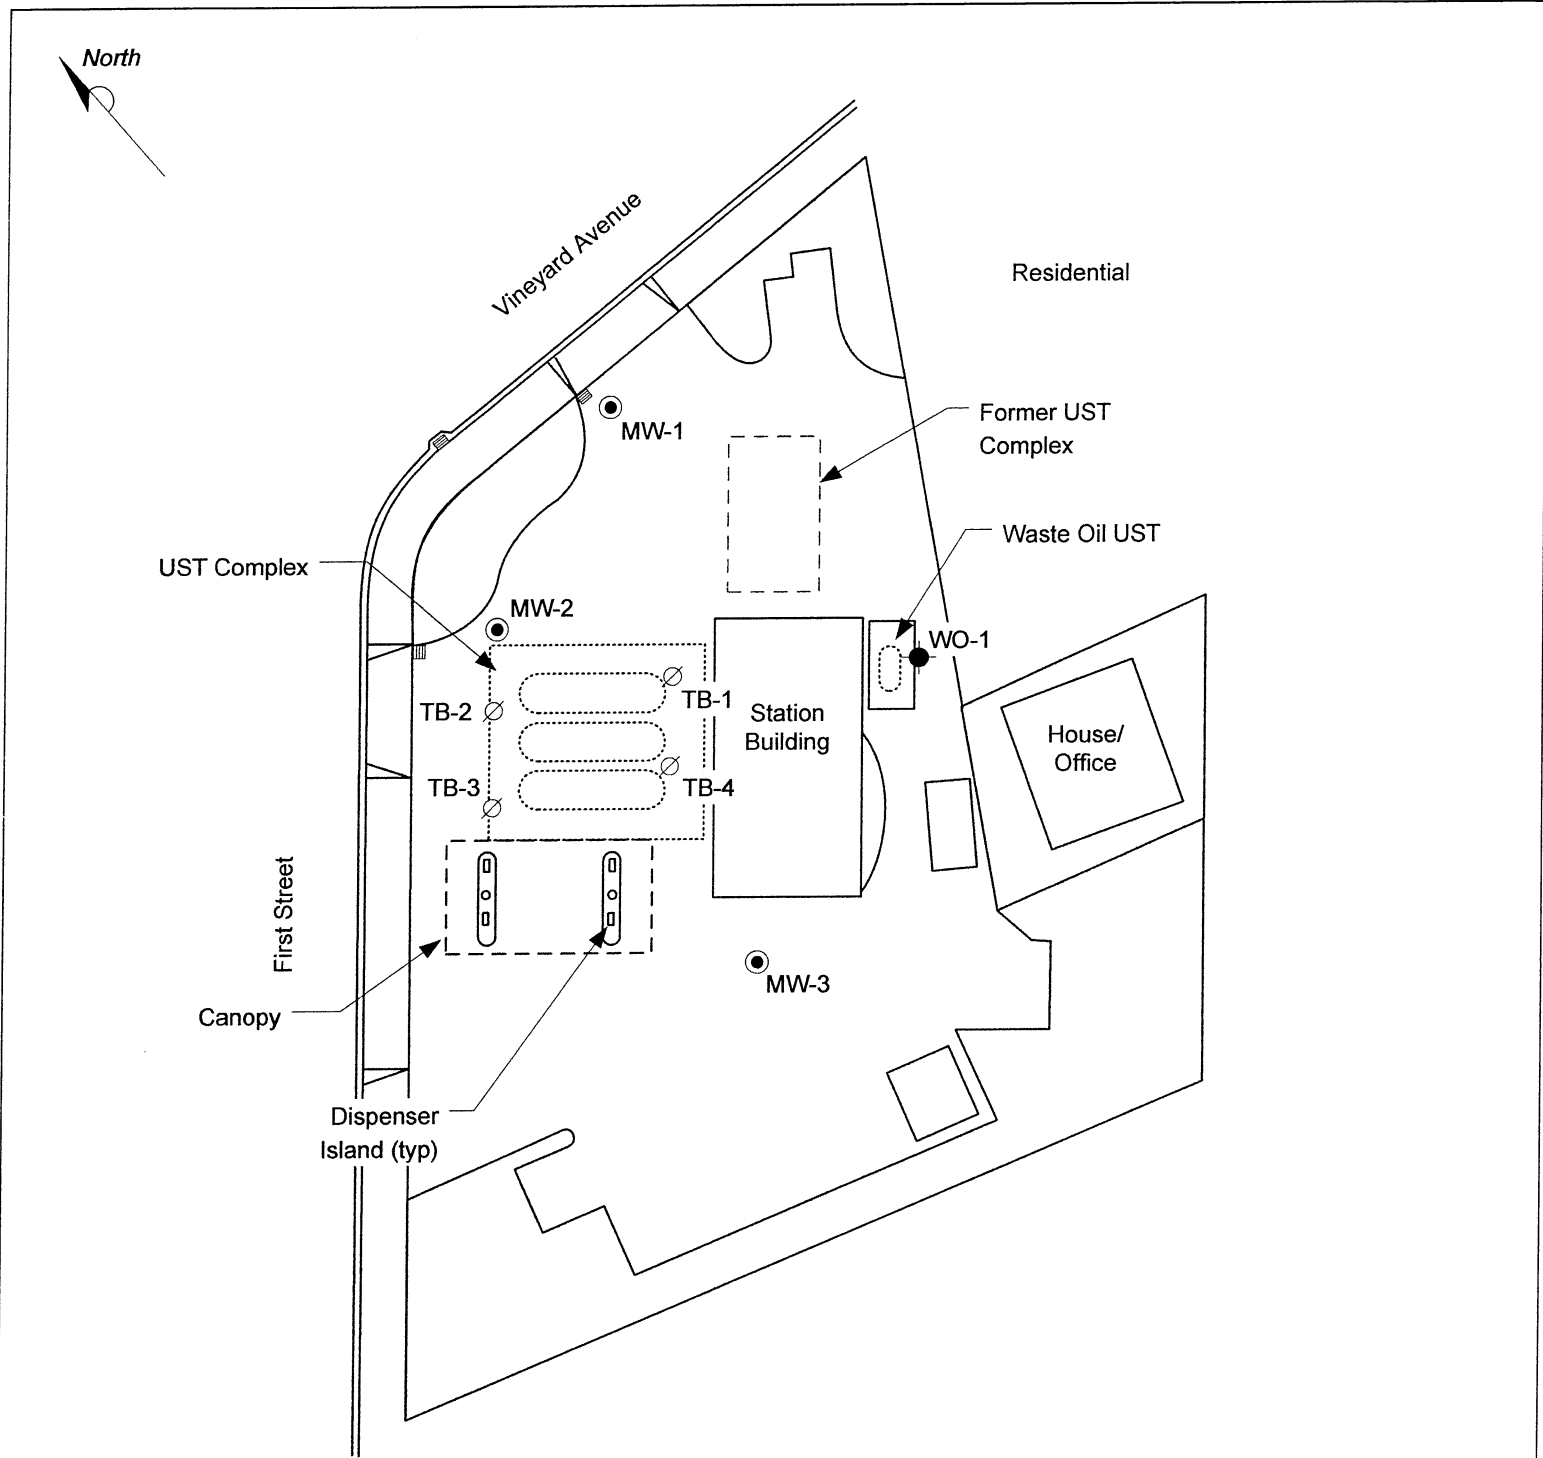 North
Vineyard Avenue
Residential
MW-1
Former UST
Complex
Waste Oil UST
UST Complex
MW-2
WO-1
TB-1
TB-2
Station
Building
House/
Office
TB-3
TB-4
First Street
MW-3
Canopy
Dispenser
Island (typ)